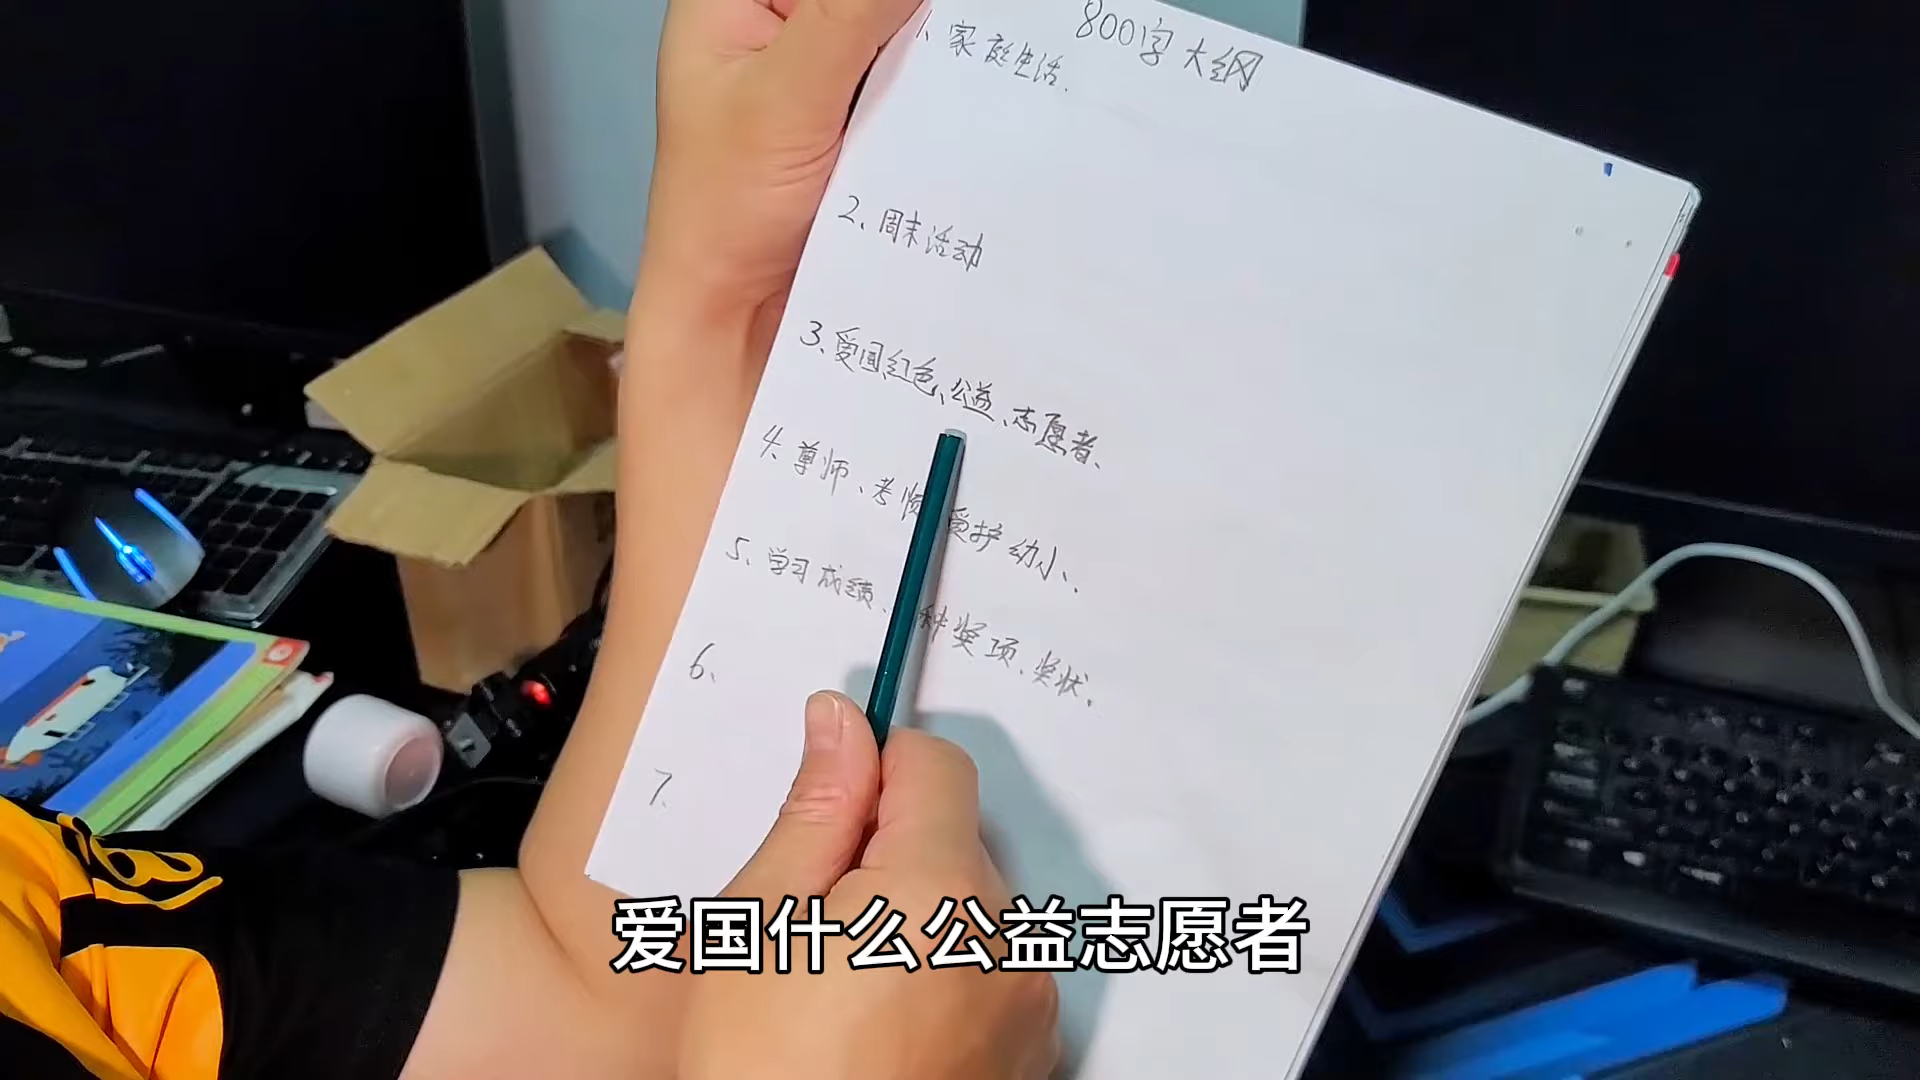 800字大纲
1、家庭生活.
2、周末活动
3、爱国红色、公益、志愿者、
4、尊师、孝顺 爱护幼小、
5、学习成绩、 种奖项、奖状、
6、
7、
爱国什么公益志愿者